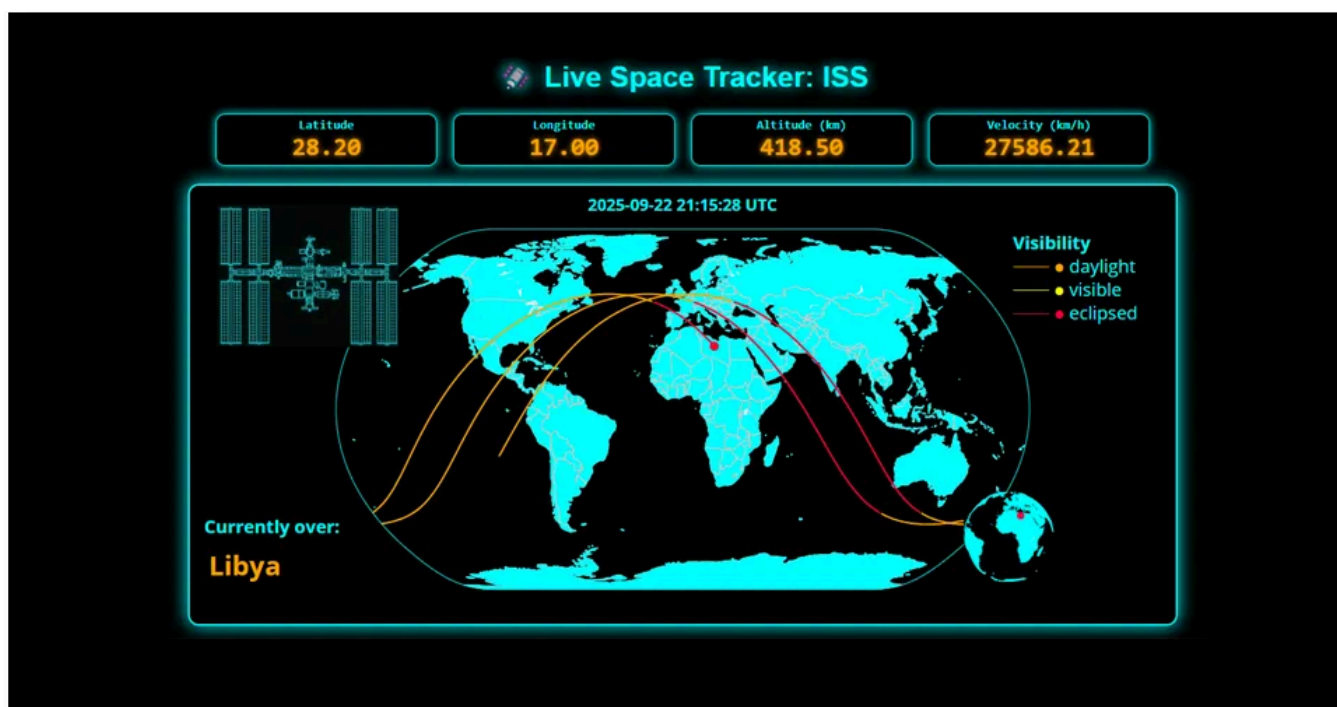 Live Space Tracker: ISS
Latitude
28.20
Longitude
17.00
Altitude (km)
418.50
Velocity (km/h)
27586.21
2025-09-22 21:15:28 UTC
Visibility
daylight
visible
eclipsed
Currently over:
Libya